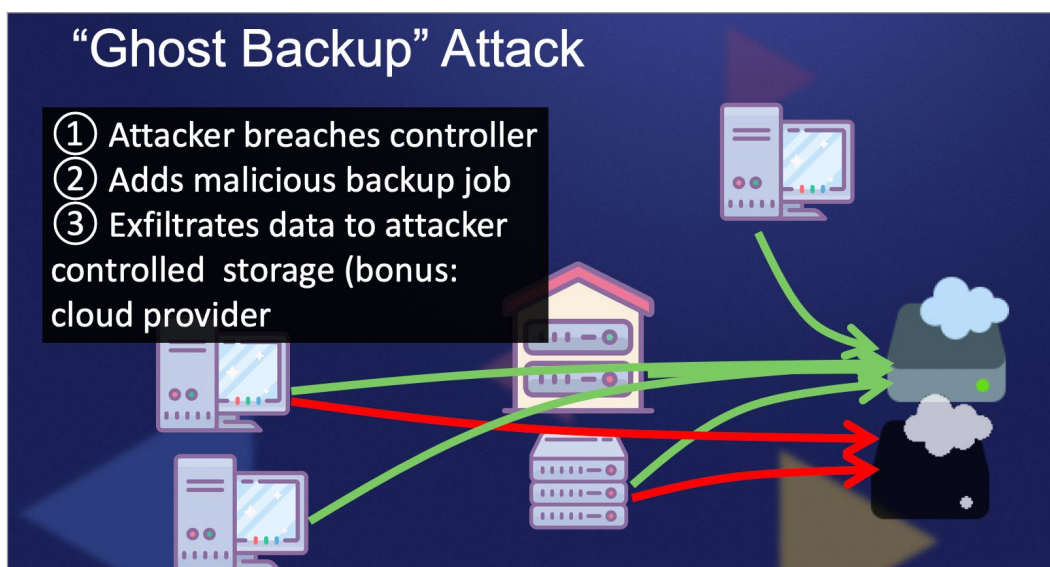 “Ghost Backup” Attack
① Attacker breaches controller
② Adds malicious backup job
③ Exfiltrates data to attacker
controlled  storage (bonus:
cloud provider